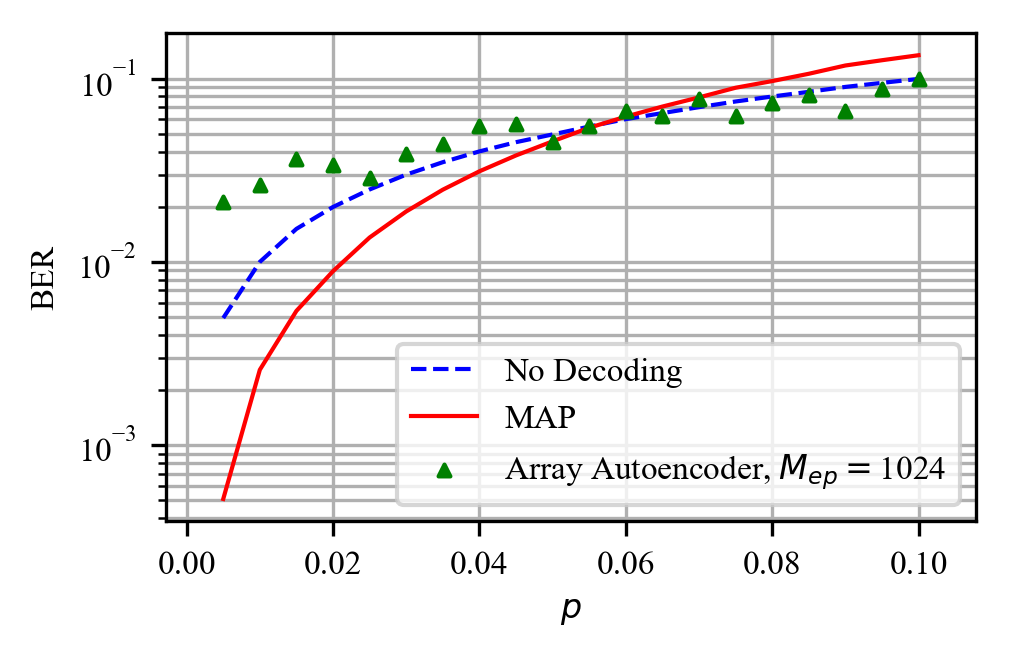 10⁻¹
10⁻²
10⁻³
BER
No Decoding
MAP
Array Autoencoder, M_ep = 1024
0.00 0.02 0.04 0.06 0.08 0.10
p